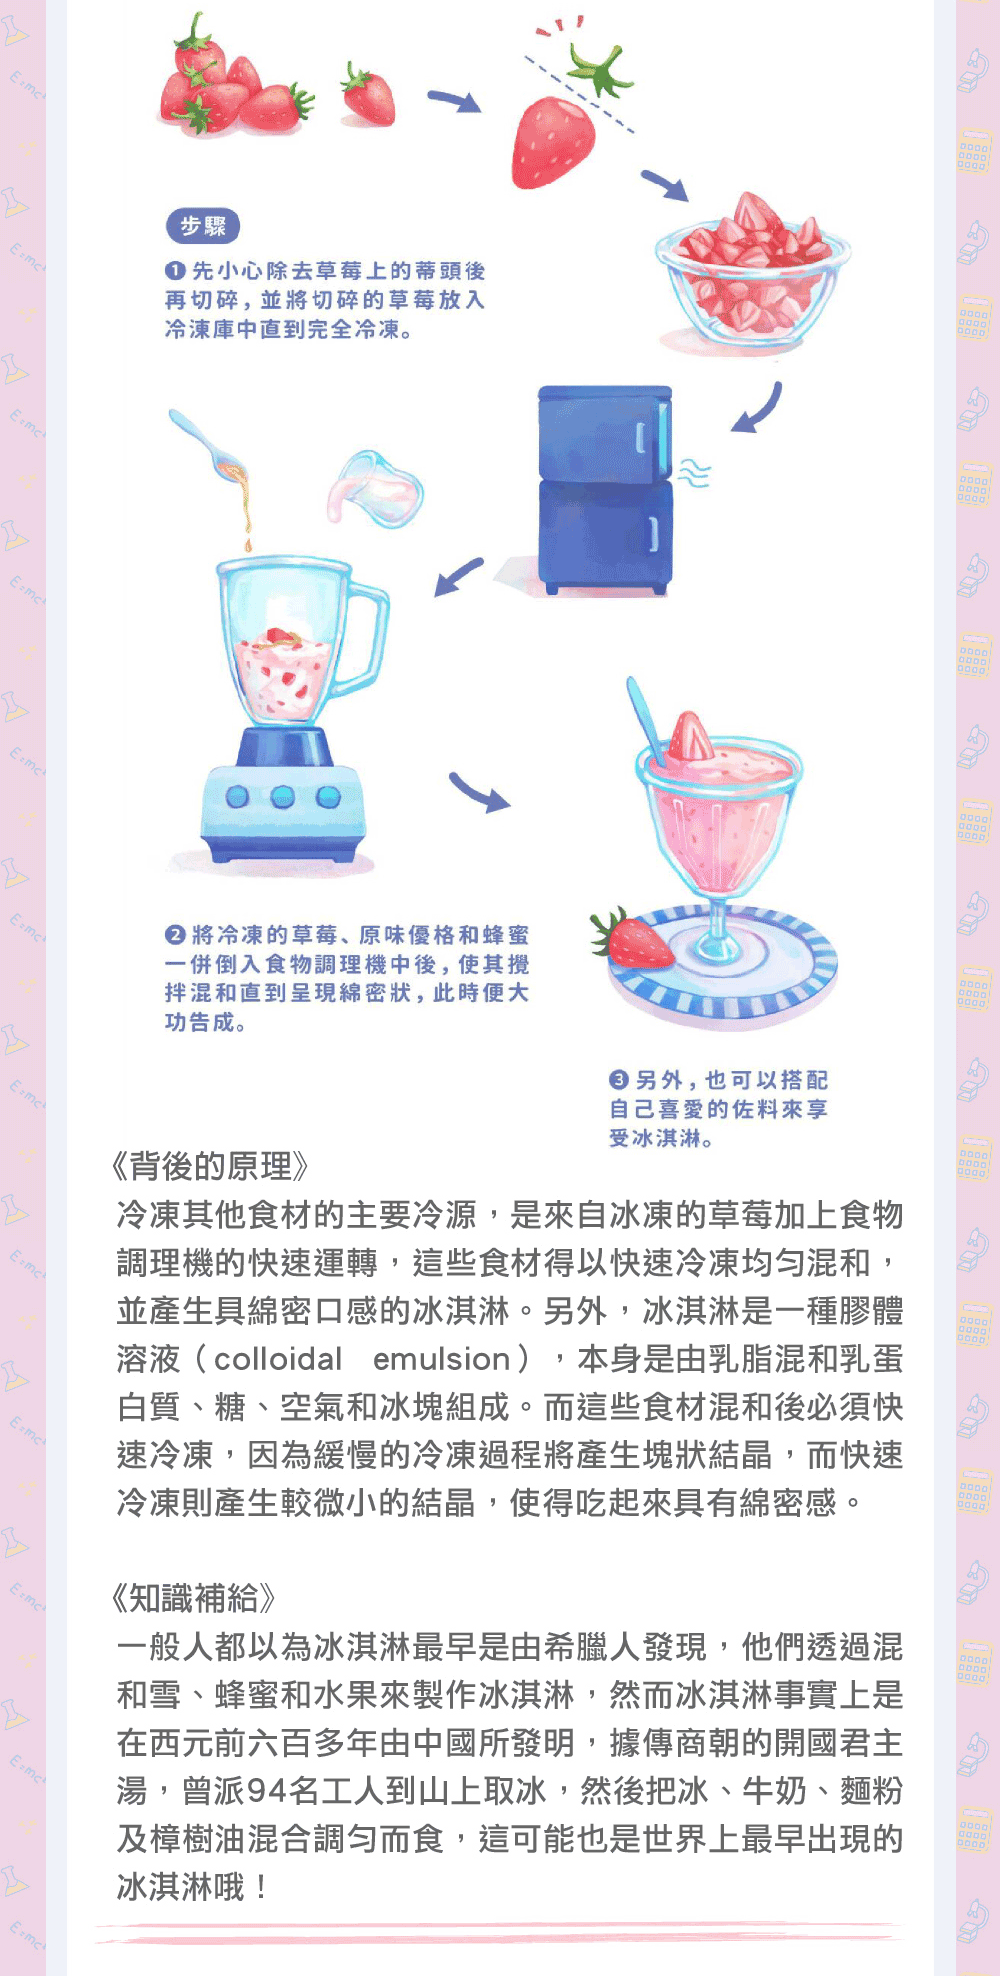 步驟
❶ 先小心除去草莓上的蒂頭後
再切碎，並將切碎的草莓放入
冷涷庫中直到完全冷凍。
❷ 將冷凍的草莓、原味優格和蜂蜜
一併倒入食物調理機中後，使其攪
拌混和直到呈現綿密狀，此時便大
功告成。
❸ 另外，也可以搭配
自己喜愛的佐料來享
受冰淇淋。
《背後的原理》
冷凍其他食材的主要冷源，是來自冰凍的草莓加上食物
調理機的快速運轉，這些食材得以快速冷凍均勻混和，
並產生具綿密口感的冰淇淋。另外，冰淇淋是一種膠體
溶液（colloidal emulsion），本身是由乳脂混和乳蛋
白質、糖、空氣和冰塊組成。而這些食材混和後必須快
速冷凍，因為緩慢的冷凍過程將產生塊狀結晶，而快速
冷凍則產生較微小的結晶，使得吃起來具有綿密感。
《知識補給》
一般人都以為冰淇淋最早是由希臘人發現，他們透過混
和雪、蜂蜜和水果來製作冰淇淋，然而冰淇淋事實上是
在西元前六百多年由中國所發明，據傳商朝的開國君主
湯，曾派94名工人到山上取冰，然後把冰、牛奶、麵粉
及樟樹油混合調勻而食，這可能也是世界上最早出現的
冰淇淋哦！